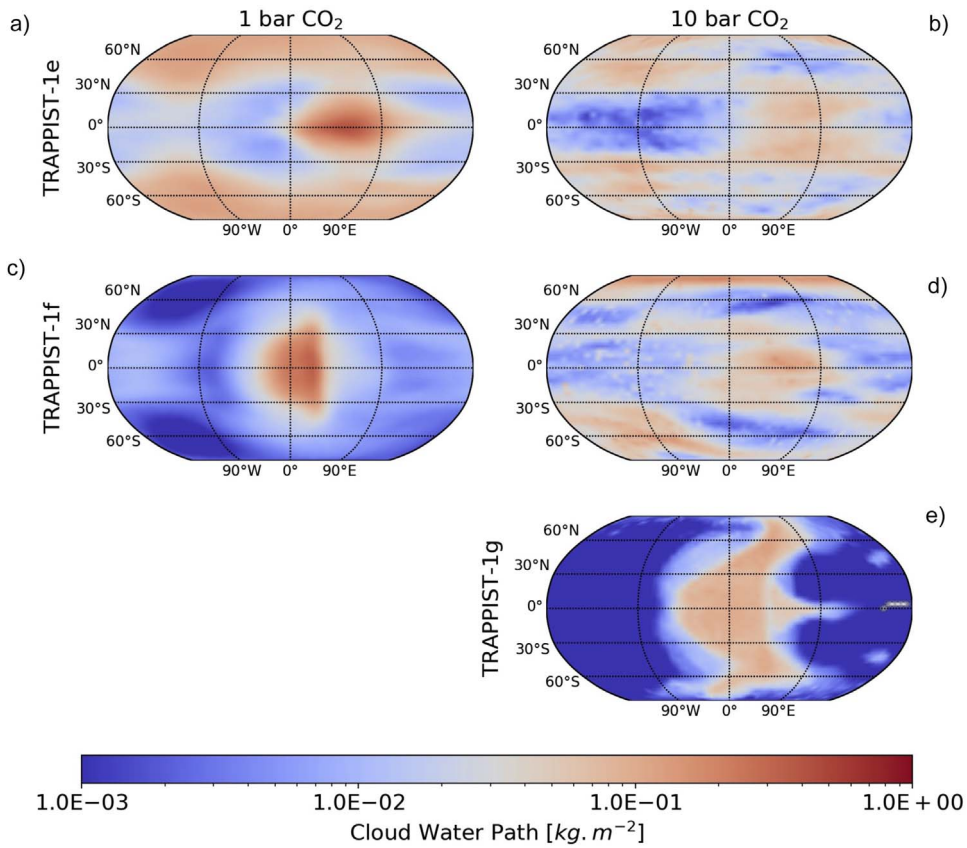 1 bar CO₂
10 bar CO₂
a)
b)
TRAPPIST-1e
60°N
30°N
0°
30°S
60°S
90°W 0° 90°E
60°N
30°N
0°
30°S
60°S
90°W 0° 90°E
c)
d)
TRAPPIST-1f
60°N
30°N
0°
30°S
60°S
90°W 0° 90°E
60°N
30°N
0°
30°S
60°S
90°W 0° 90°E
e)
TRAPPIST-1g
60°N
30°N
0°
30°S
60°S
90°W 0° 90°E
1.0E−03 1.0E−02 1.0E−01 1.0E+00
Cloud Water Path [kg.m⁻²]